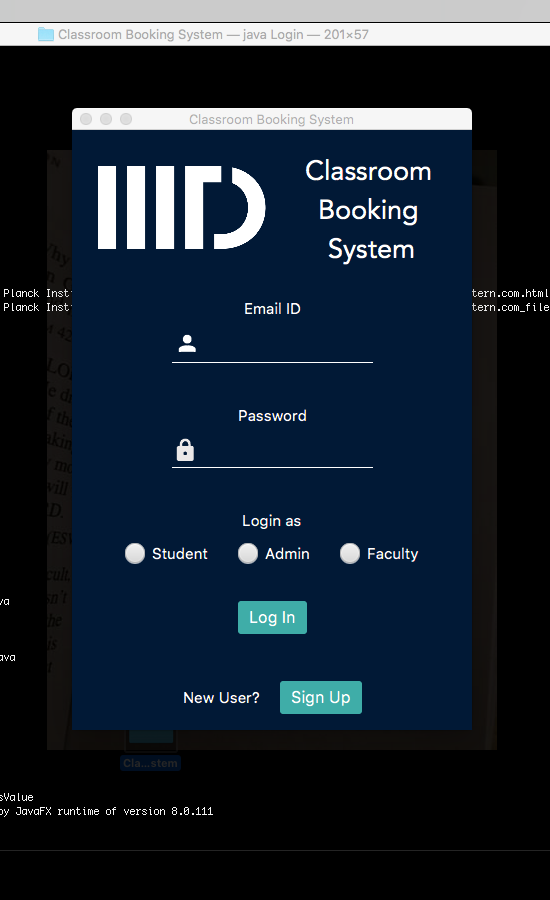 Classroom Booking System — java Login — 201×57
Classroom Booking System
IIITD
Classroom
Booking
System
Planck Inst
tern.com.html
Planck Inst
tern.com_file
Email ID
Password
Login as
Student Admin Faculty
Log In
New User? Sign Up
va
ava
Cla...stem
sValue
by JavaFX runtime of version 8.0.111